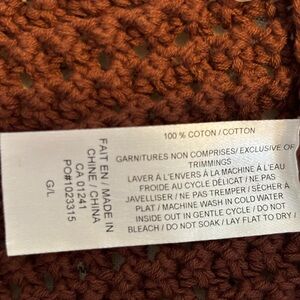 100 % COTON / COTTON
GARNITURES NON COMPRISES/ EXCLUSIVE OF
TRIMMINGS
LAVER À L'ENVERS À LA MACHINE À L'EAU
FROIDE AU CYCLE DÉLICAT / NE PAS
JAVELLISER / NE PAS TREMPER / SÉCHER À
PLAT / MACHINE WASH IN COLD WATER
INSIDE OUT IN GENTLE CYCLE / DO NOT
BLEACH / DO NOT SOAK / LAY FLAT TO DRY /
FAIT EN / MADE IN
CHINE / CHINA
CA 01241
PO#102331c
G/L